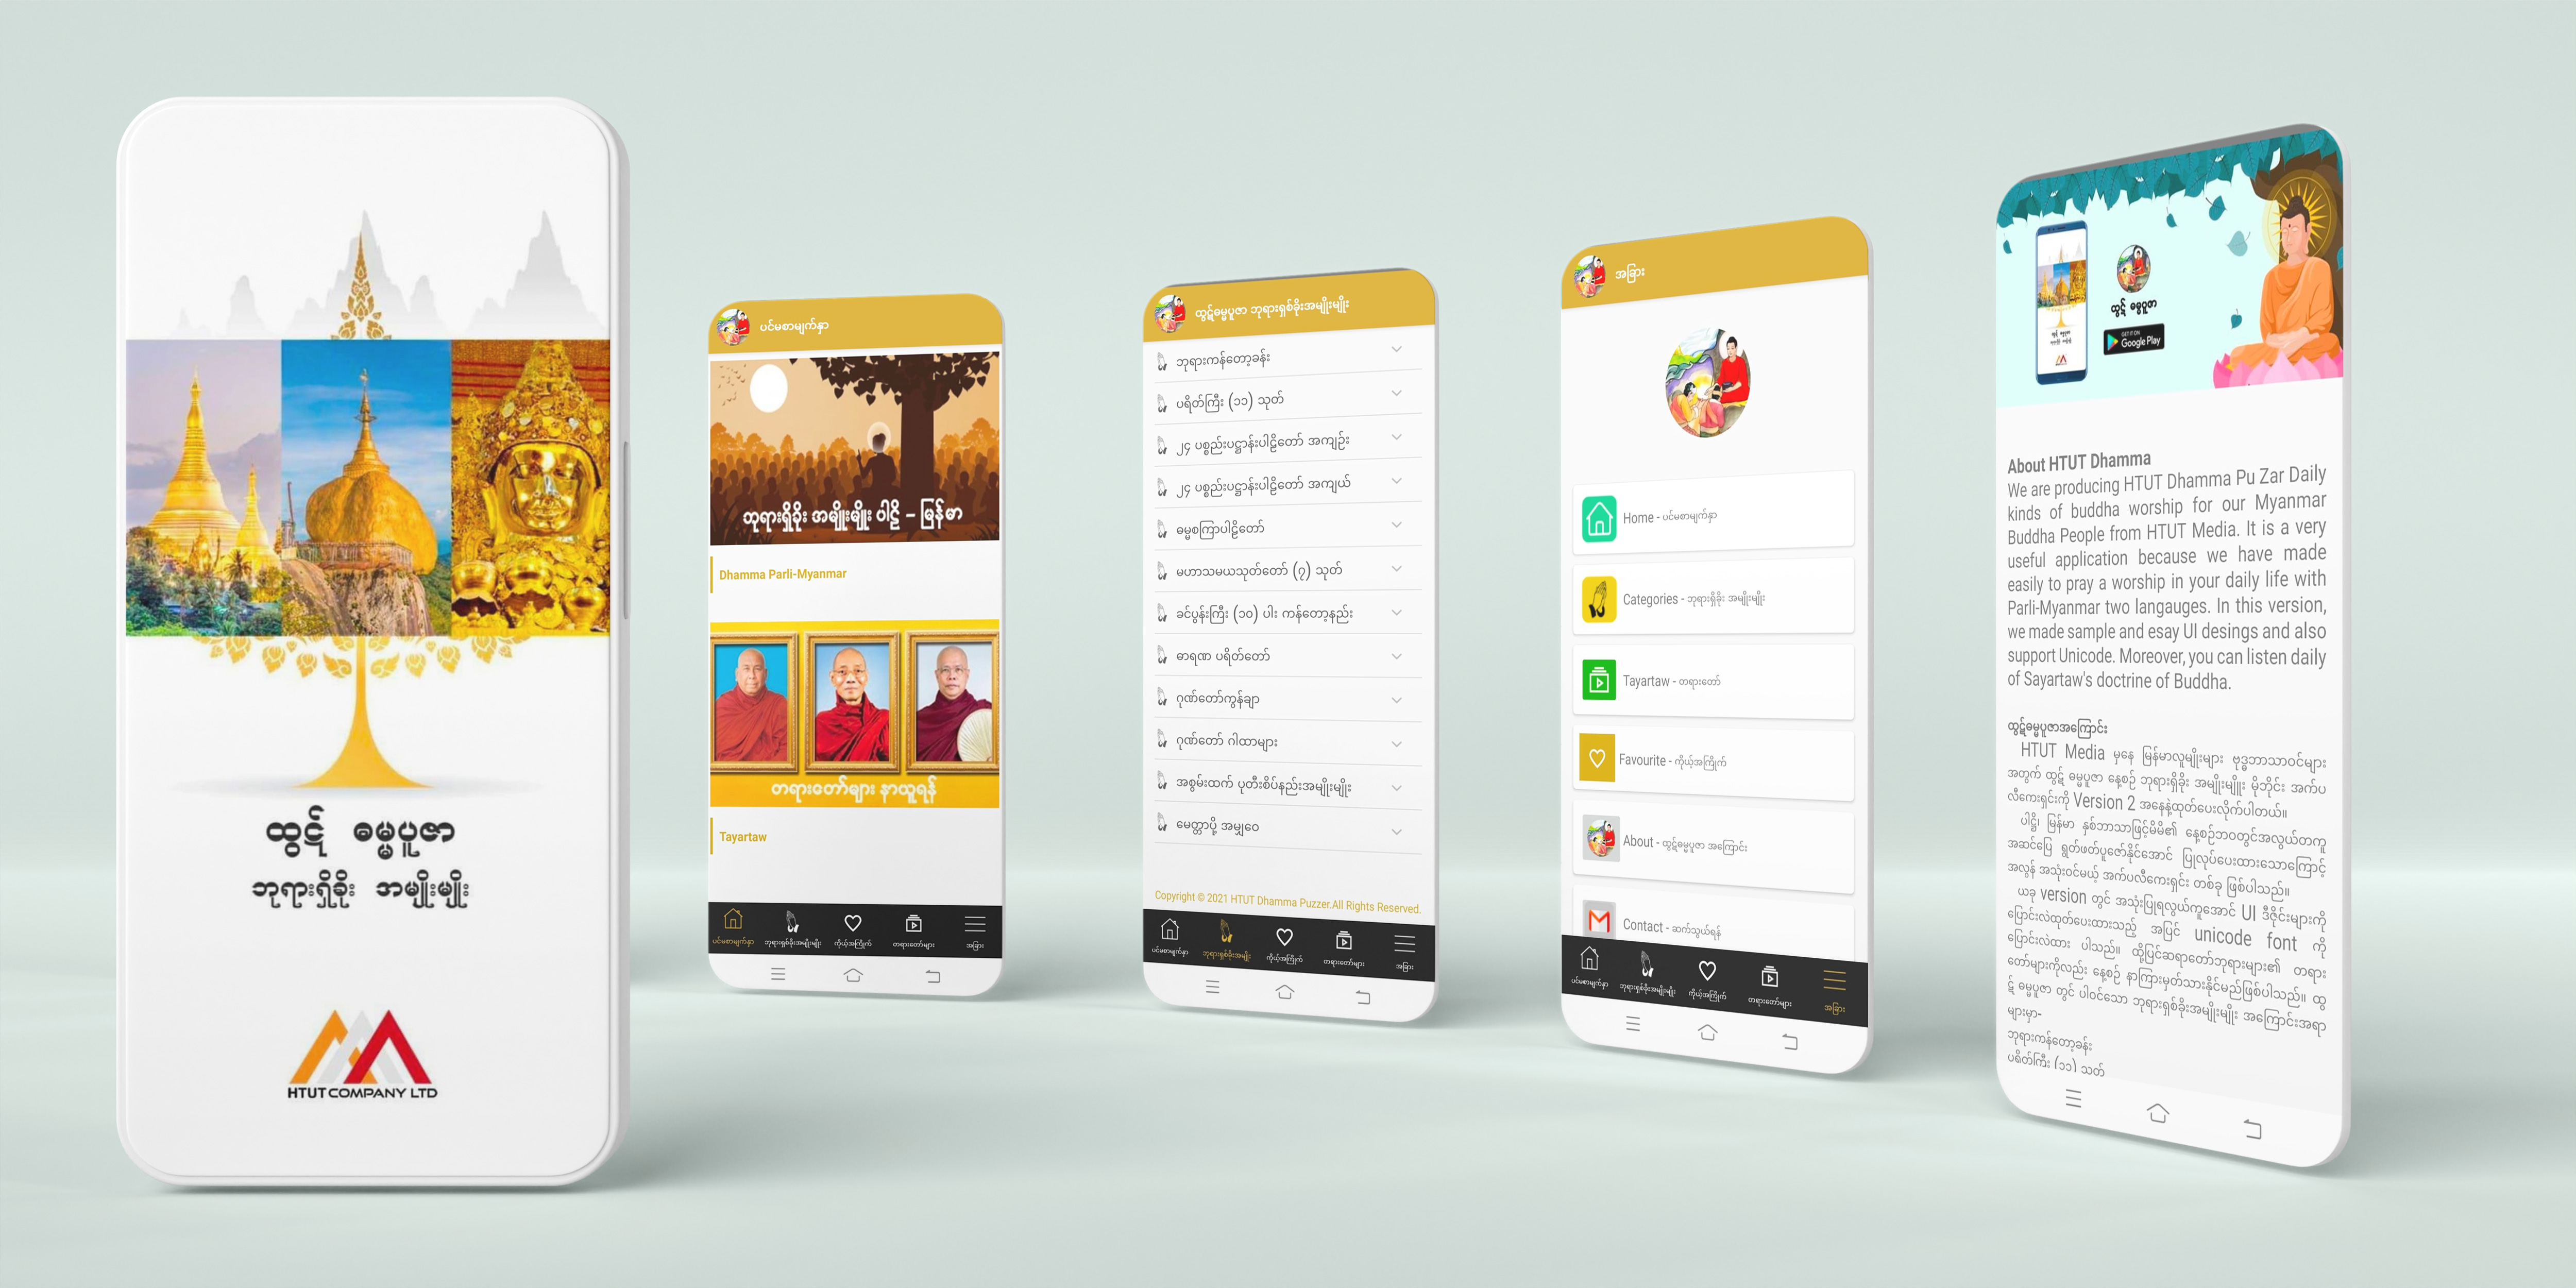 ထွဋ် ဓမ္မပူဇာ
ဘုရားရှိခိုး အမျိုးမျိုး
HTUT COMPANY LTD
ပင်မစာမျက်နှာ
ဘုရားရှိခိုး အမျိုးမျိုး ပါဠိ – မြန်မာ
Dhamma Parli-Myanmar
တရားတော်များ နာယူရန်
Tayartaw
ပင်မစာမျက်နှာ
ဘုရားရှစ်ခိုးအမျိုးမျိုး
ကိုယ့်အကြိုက်
တရားတော်များ
အခြား
ထွဋ်ဓမ္မပူဇာ ဘုရားရှစ်ခိုးအမျိုးမျိုး
ဘုရားကန်တော့ခန်း
ပရိတ်ကြီး (၁၁) သုတ်
၂၄ ပစ္စည်းပဋ္ဌာန်းပါဠိတော် အကျဉ်း
၂၄ ပစ္စည်းပဋ္ဌာန်းပါဠိတော် အကျယ်
ဓမ္မစကြာပါဠိတော်
မဟာသမယသုတ်တော် (၇) သုတ်
ခင်ပွန်းကြီး (၁၀) ပါး ကန်တော့နည်း
ဓာရဏ ပရိတ်တော်
ဂုဏ်တော်ကွန်ချာ
ဂုဏ်တော် ဂါထာများ
အစွမ်းထက် ပုတီးစိပ်နည်းအမျိုးမျိုး
မေတ္တာပို့ အမျှဝေ
Copyright © 2021 HTUT Dhamma Puzzer.All Rights Reserved.
ပင်မစာမျက်နှာ
ဘုရားရှစ်ခိုးအမျိုး
ကိုယ့်အကြိုက်
တရားတော်များ
အခြား
အခြား
Home - ပင်မစာမျက်နှာ
Categories - ဘုရားရှိခိုး အမျိုးမျိုး
Tayartaw - တရားတော်
Favourite - ကိုယ့်အကြိုက်
About - ထွဋ်ဓမ္မပူဇာ အကြောင်း
Contact - ဆက်သွယ်ရန်
ပင်မစာမျက်နှာ
ဘုရားရှစ်ခိုးအမျိုးမျိုး
ကိုယ့်အကြိုက်
တရားတော်များ
အခြား
ထွဋ် ဓမ္မပူဇာ
GET IT ON
Google Play
About HTUT Dhamma
We are producing HTUT Dhamma Pu Zar Daily
kinds of buddha worship for our Myanmar
Buddha People from HTUT Media. It is a very
useful application because we have made
easily to pray a worship in your daily life with
Parli-Myanmar two langauges. In this version,
we made sample and esay UI desings and also
support Unicode. Moreover, you can listen daily
of Sayartaw's doctrine of Buddha.
ထွဋ်ဓမ္မပူဇာအကြောင်း
HTUT Media မှနေ မြန်မာလူမျိုးများ ဗုဒ္ဓဘာသာဝင်များ
အတွက် ထွဋ် ဓမ္မပူဇာ နေ့စဉ် ဘုရားရှိခိုး အမျိုးမျိုး မိုဘိုင်း အက်ပ
လီကေးရှင်းကို Version 2 အနေနဲ့ထုတ်ပေးလိုက်ပါတယ်။
ပါဠိ၊ မြန်မာ နှစ်ဘာသာဖြင့်မိမိ၏ နေ့စဉ်ဘဝတွင်အလွယ်တကူ
အဆင်ပြေ ရွတ်ဖတ်ပူဇော်နိုင်အောင် ပြုလုပ်ပေးထားသောကြောင့်
အလွန် အသုံးဝင်မယ့် အက်ပလီကေးရှင်း တစ်ခု ဖြစ်ပါသည်။
ယခု version တွင် အသုံးပြုရလွယ်ကူအောင် UI ဒီဇိုင်းများကို
ပြောင်းလဲထုတ်ပေးထားသည့် အပြင် unicode font ကို
ပြောင်းလဲထား ပါသည်။ ထို့ပြင်ဆရာတော်ဘုရားများ၏ တရား
တော်များကိုလည်း နေ့စဉ် နာကြားမှတ်သားနိုင်မည်ဖြစ်ပါသည်။ ထွ
ဋ် ဓမ္မပူဇာ တွင် ပါဝင်သော ဘုရားရှစ်ခိုးအမျိုးမျိုး အကြောင်းအရာ
များမှာ-
ဘုရားကန်တော့ခန်း
ပရိတ်ကြီး (၁၁) သုတ်